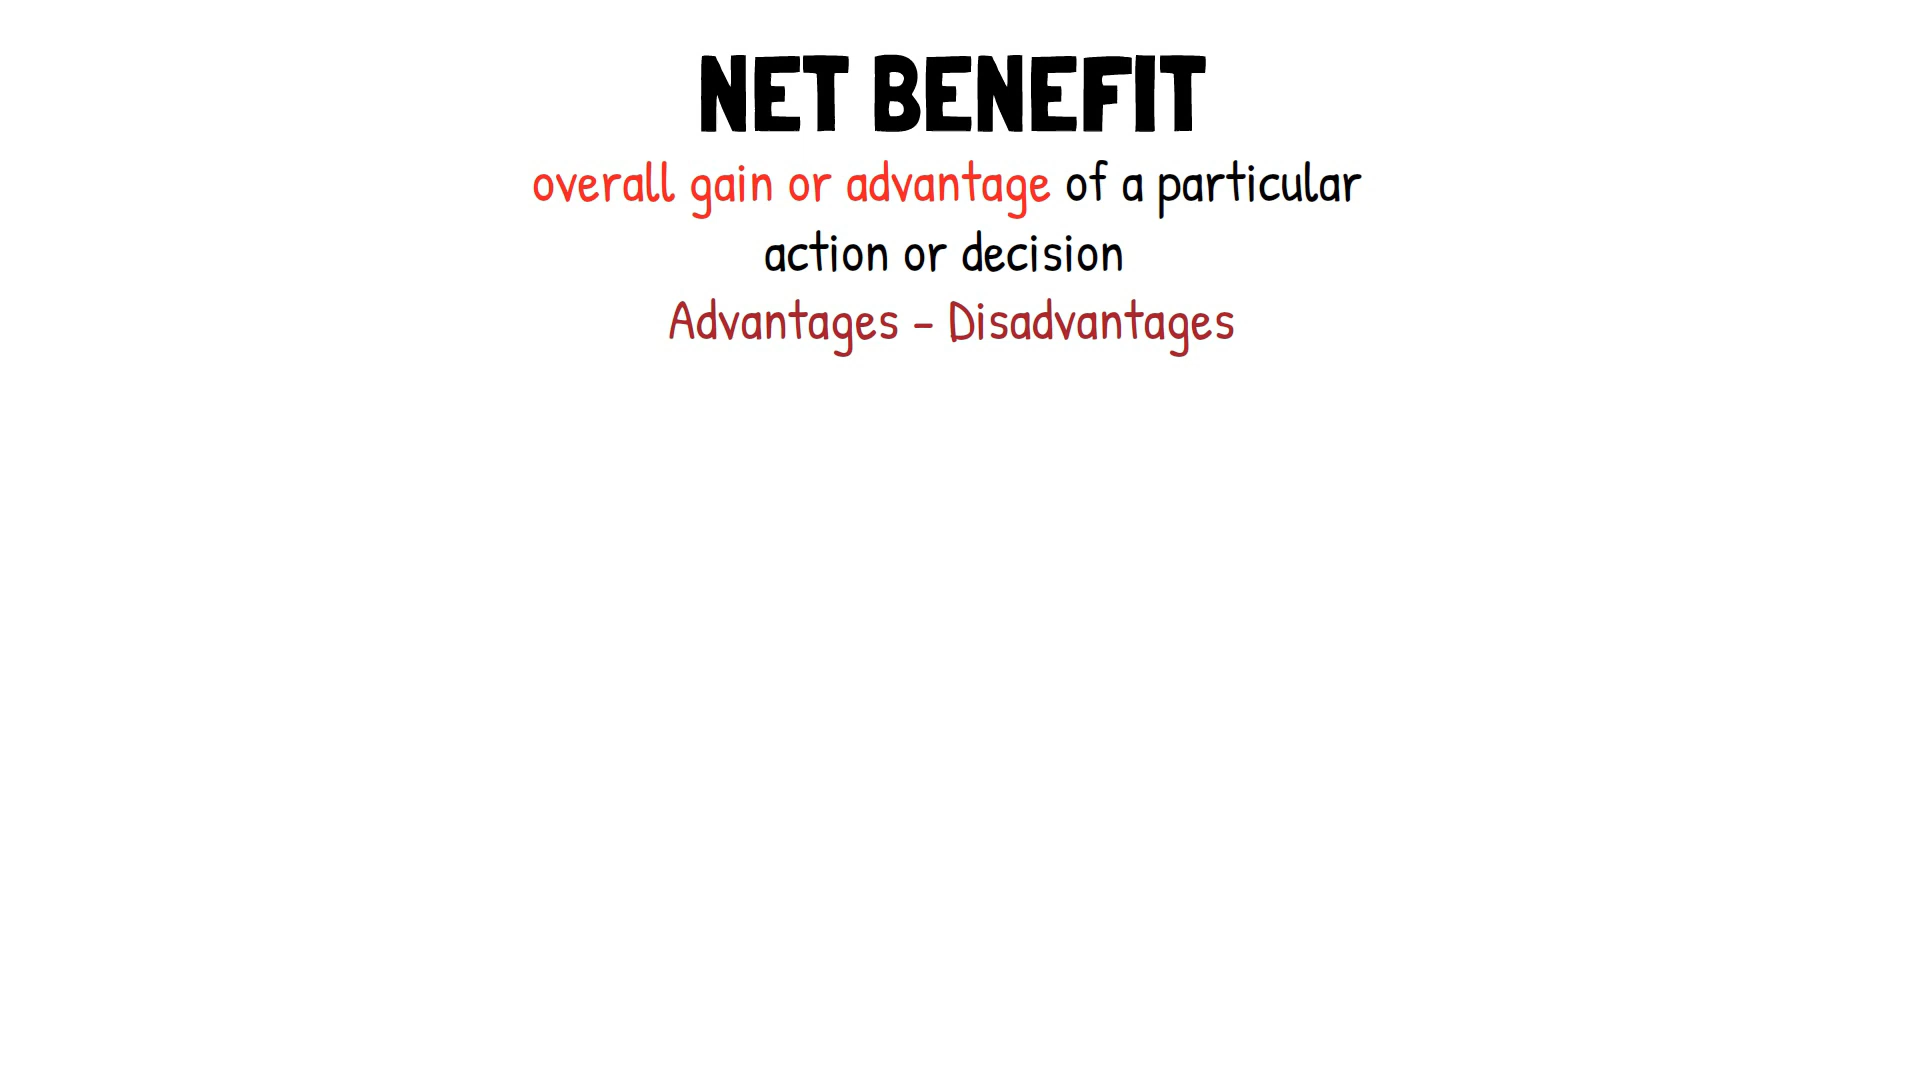 NET BENEFIT
overall gain or advantage of a particular
action or decision
Advantages - Disadvantages